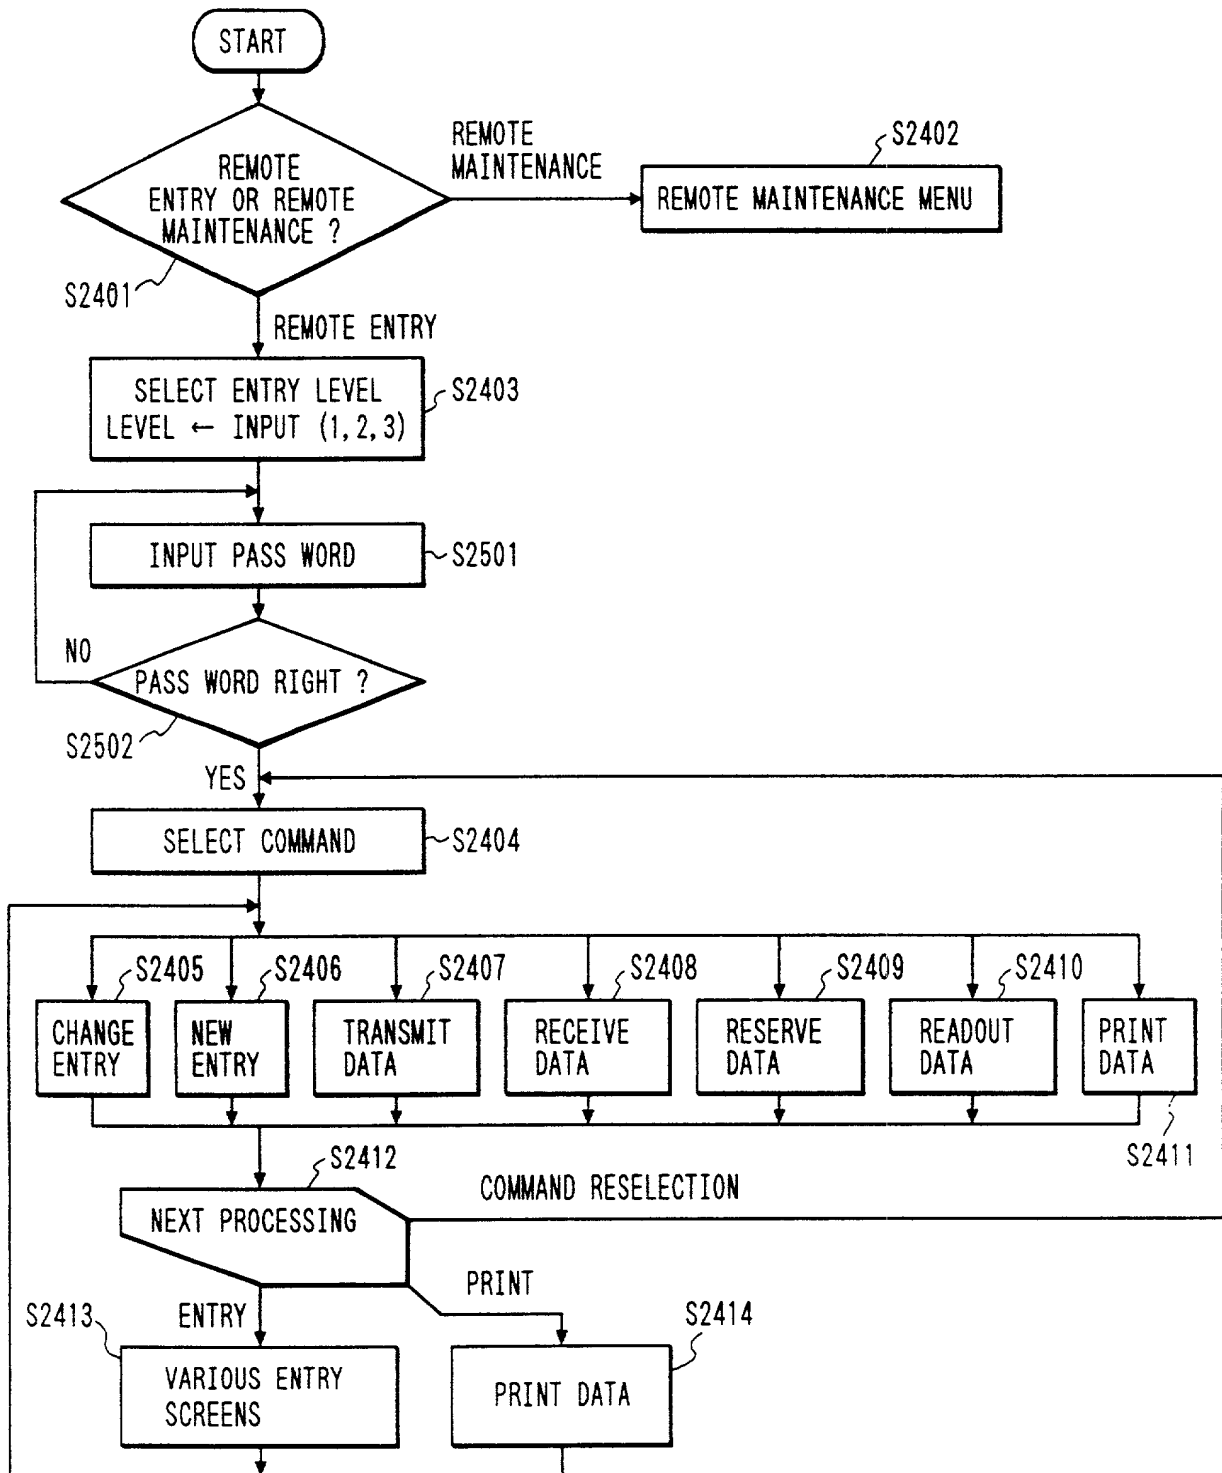 START
REMOTE
ENTRY OR REMOTE
MAINTENANCE ?
S2401
REMOTE
MAINTENANCE
S2402
REMOTE MAINTENANCE MENU
REMOTE ENTRY
SELECT ENTRY LEVEL
LEVEL ← INPUT (1,2,3)
S2403
INPUT PASS WORD
S2501
NO
PASS WORD RIGHT ?
S2502
YES
SELECT COMMAND
S2404
S2405
S2406
S2407
S2408
S2409
S2410
CHANGE
ENTRY
NEW
ENTRY
TRANSMIT
DATA
RECEIVE
DATA
RESERVE
DATA
READOUT
DATA
PRINT
DATA
S2411
S2412
NEXT PROCESSING
COMMAND RESELECTION
PRINT
ENTRY
S2413
S2414
VARIOUS ENTRY
SCREENS
PRINT DATA